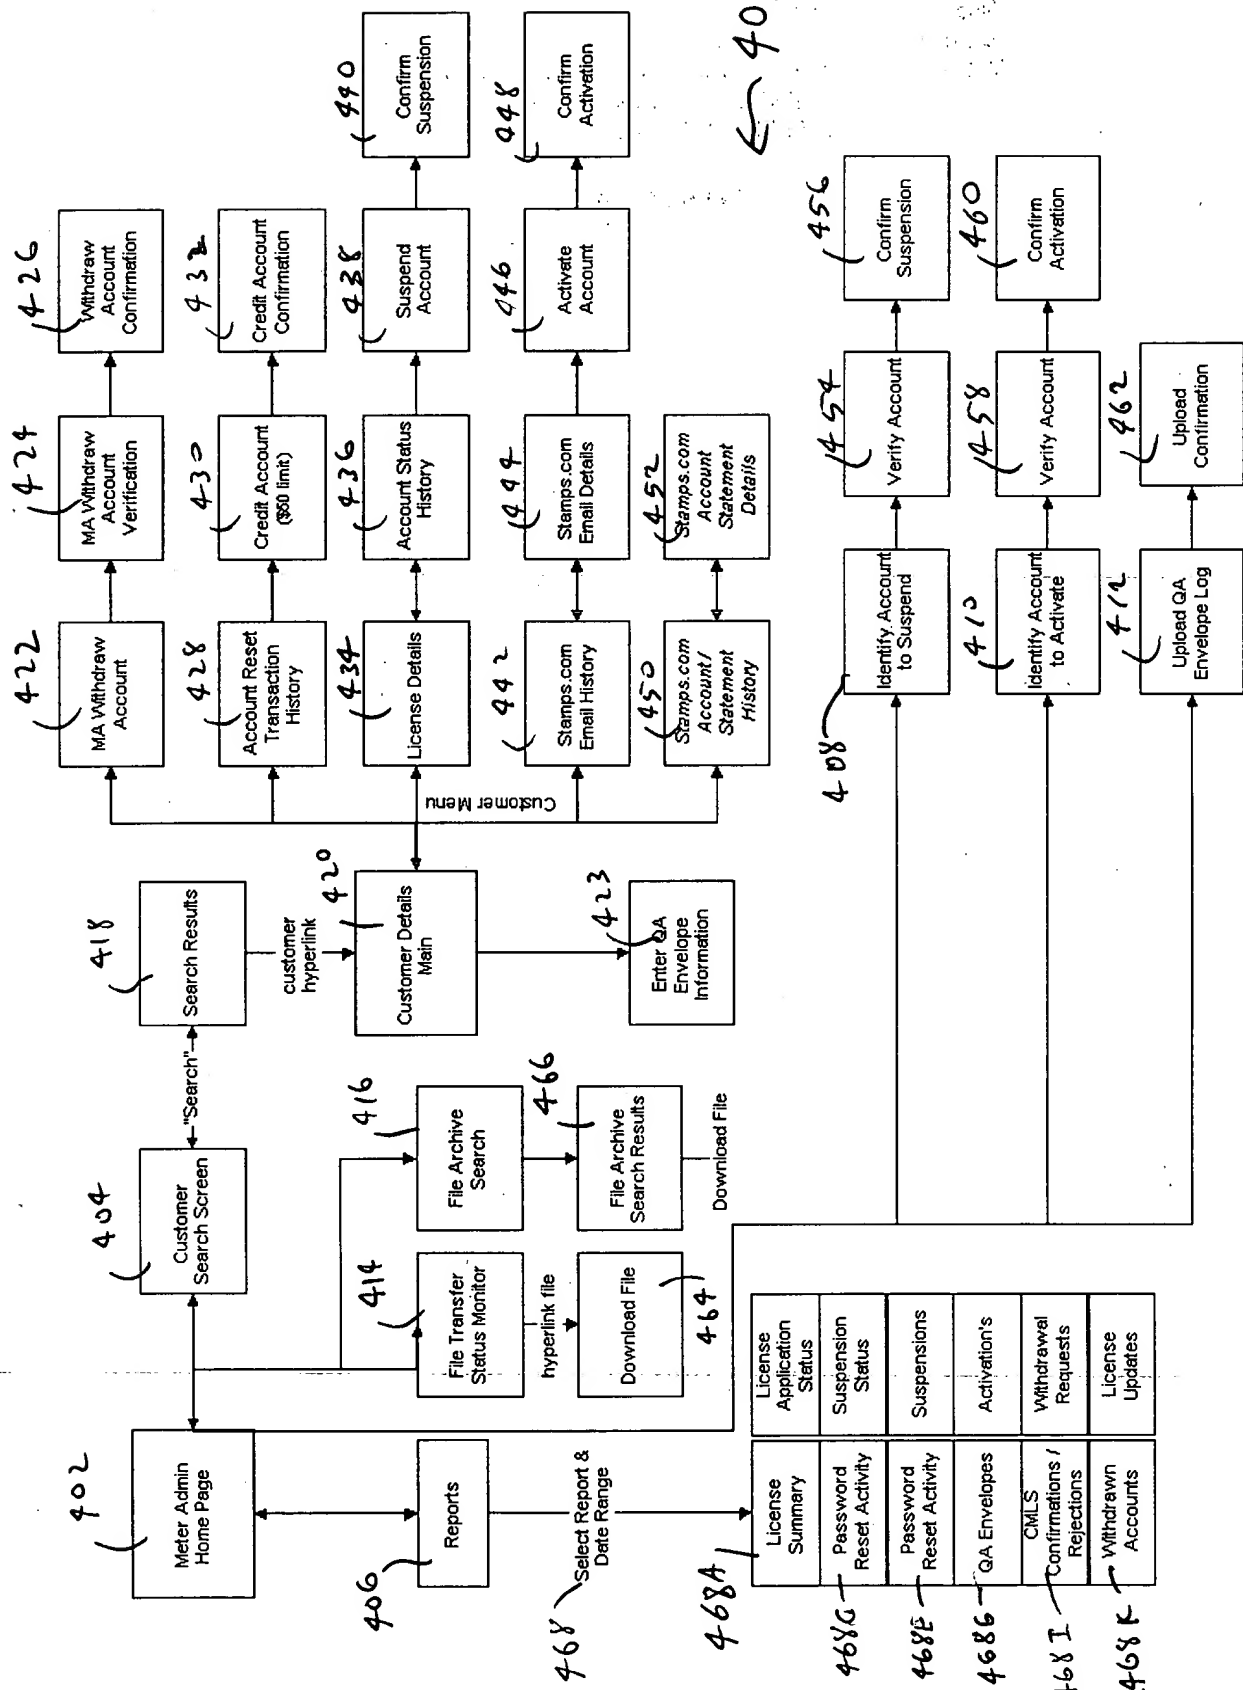 402
Meter Admin
Home Page
404
Customer
Search Screen
"Search"
418
Search Results
customer
hyperlink
420
Customer Details
Main
423
Enter QA
Envelope
Information
Customer Menu
422
MA Withdraw
Account
424
MA Withdraw
Account
Verification
426
Withdraw
Account
Confirmation
428
Account Reset
Transaction
History
430
Credit Account
($50 limit)
432
Credit Account
Confirmation
434
License Details
436
Account Status
History
438
Suspend
Account
440
Confirm
Suspension
442
Stamps.com
Email History
444
Stamps.com
Email Details
446
Activate
Account
448
Confirm
Activation
450
Stamps.com
Account/
Statement
History
452
Stamps.com
Account
Statement
Details
40
406
Reports
468
Select Report &
Date Range
414
File Transfer
Status Monitor
hyperlink file
464
Download File
416
File Archive
Search
466
File Archive
Search Results
Download File
408
Identify Account
to Suspend
454
Verify Account
456
Confirm
Suspension
410
Identify Account
to Activate
458
Verify Account
460
Confirm
Activation
412
Upload QA
Envelope Log
462
Upload
Confirmation
468A
License
Summary
License
Application
Status
468C
Password
Reset Activity
Suspension
Status
468E
Password
Reset Activity
Suspensions
468G
QA Envelopes
Activation's
468I
CMLS
Confirmations /
Rejections
Withdrawal
Requests
468K
Withdrawn
Accounts
License
Updates